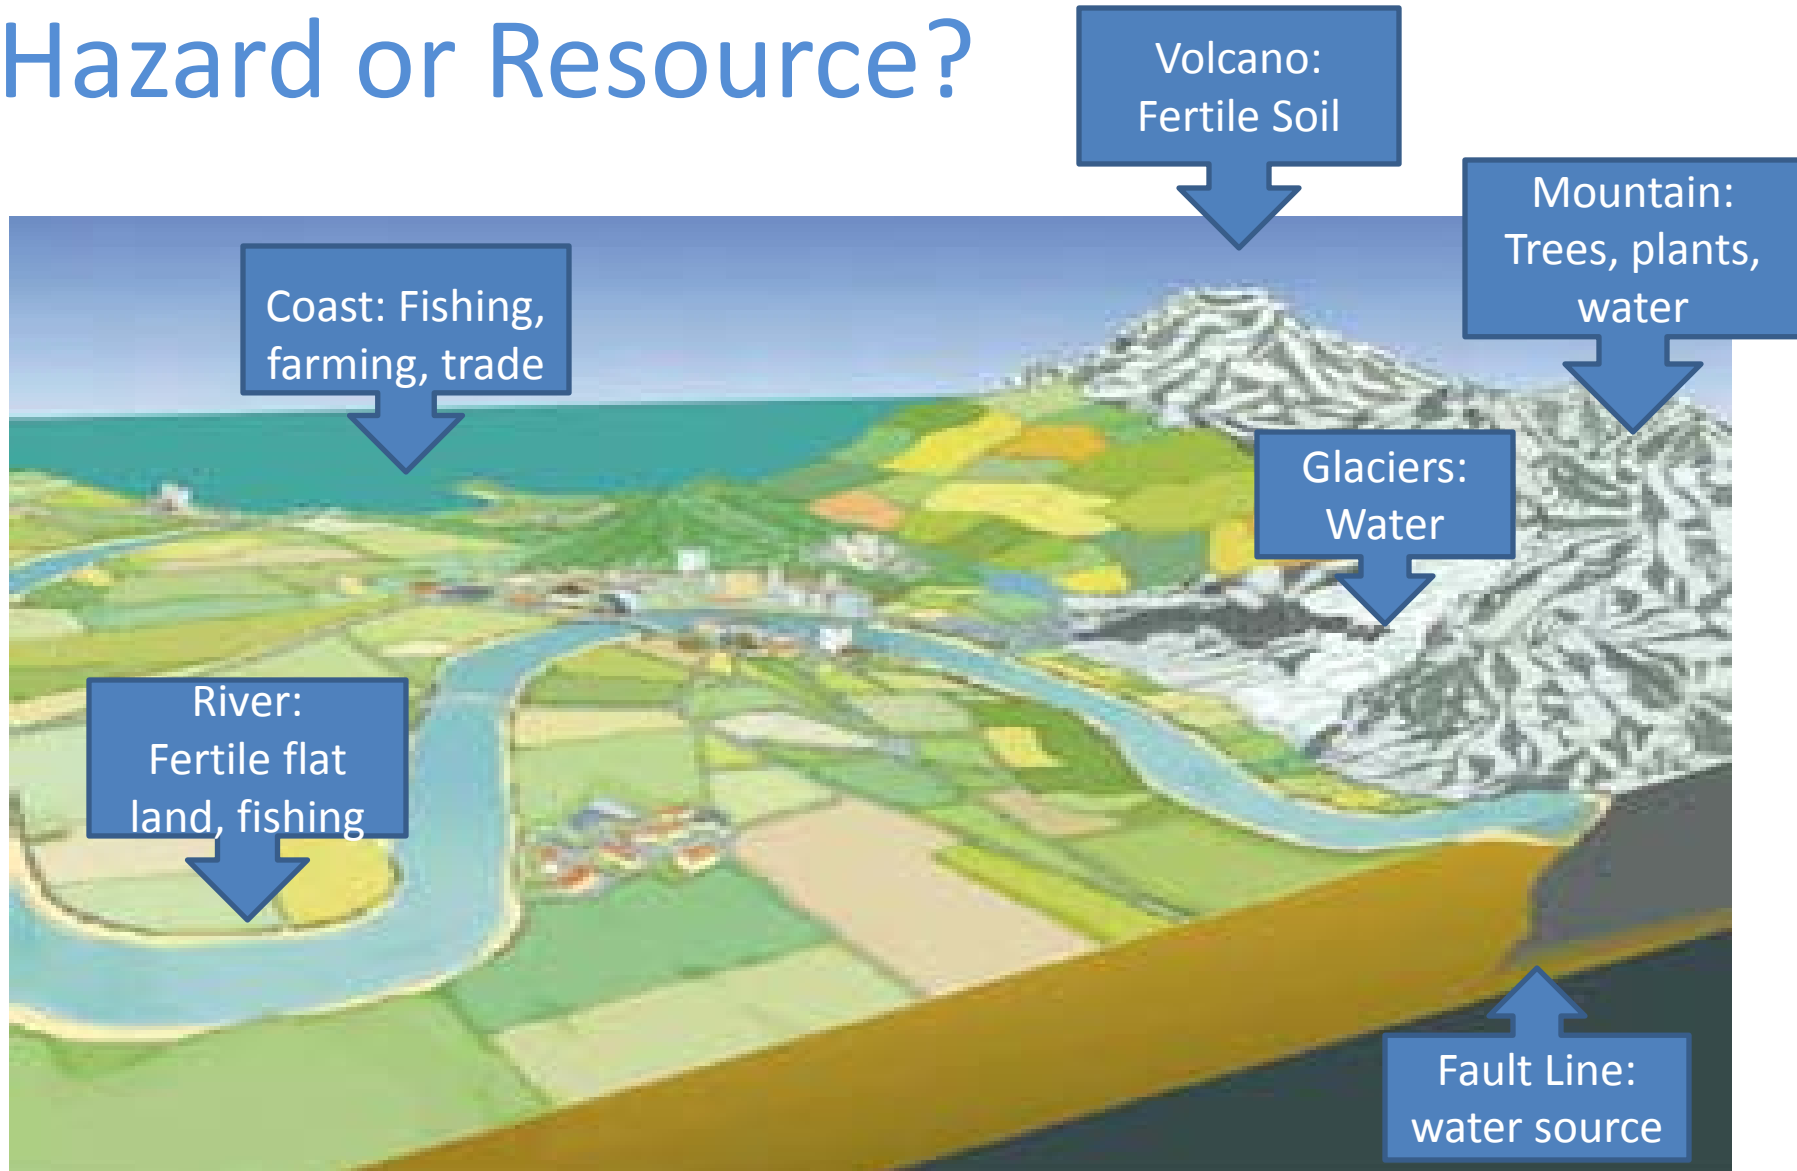 Hazard or Resource?
Volcano:
Fertile Soil
Mountain:
Trees, plants,
water
Coast: Fishing,
farming, trade
Glaciers:
Water
River:
Fertile flat
land, fishing
Fault Line:
water source